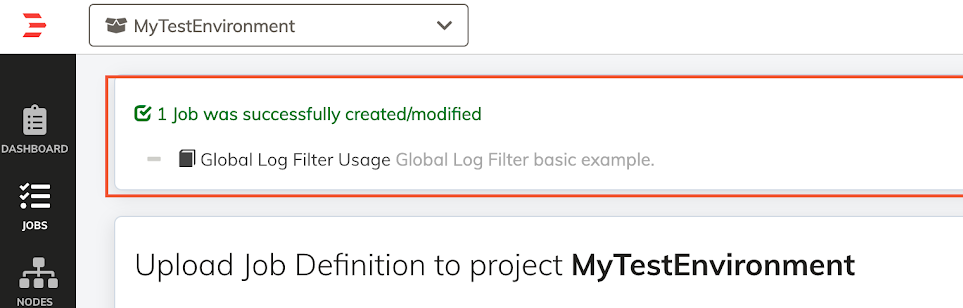 MyTestEnvironment
1 Job was successfully created/modified
Global Log Filter Usage Global Log Filter basic example.
DASHBOARD
JOBS
NODES
Upload Job Definition to project MyTestEnvironment